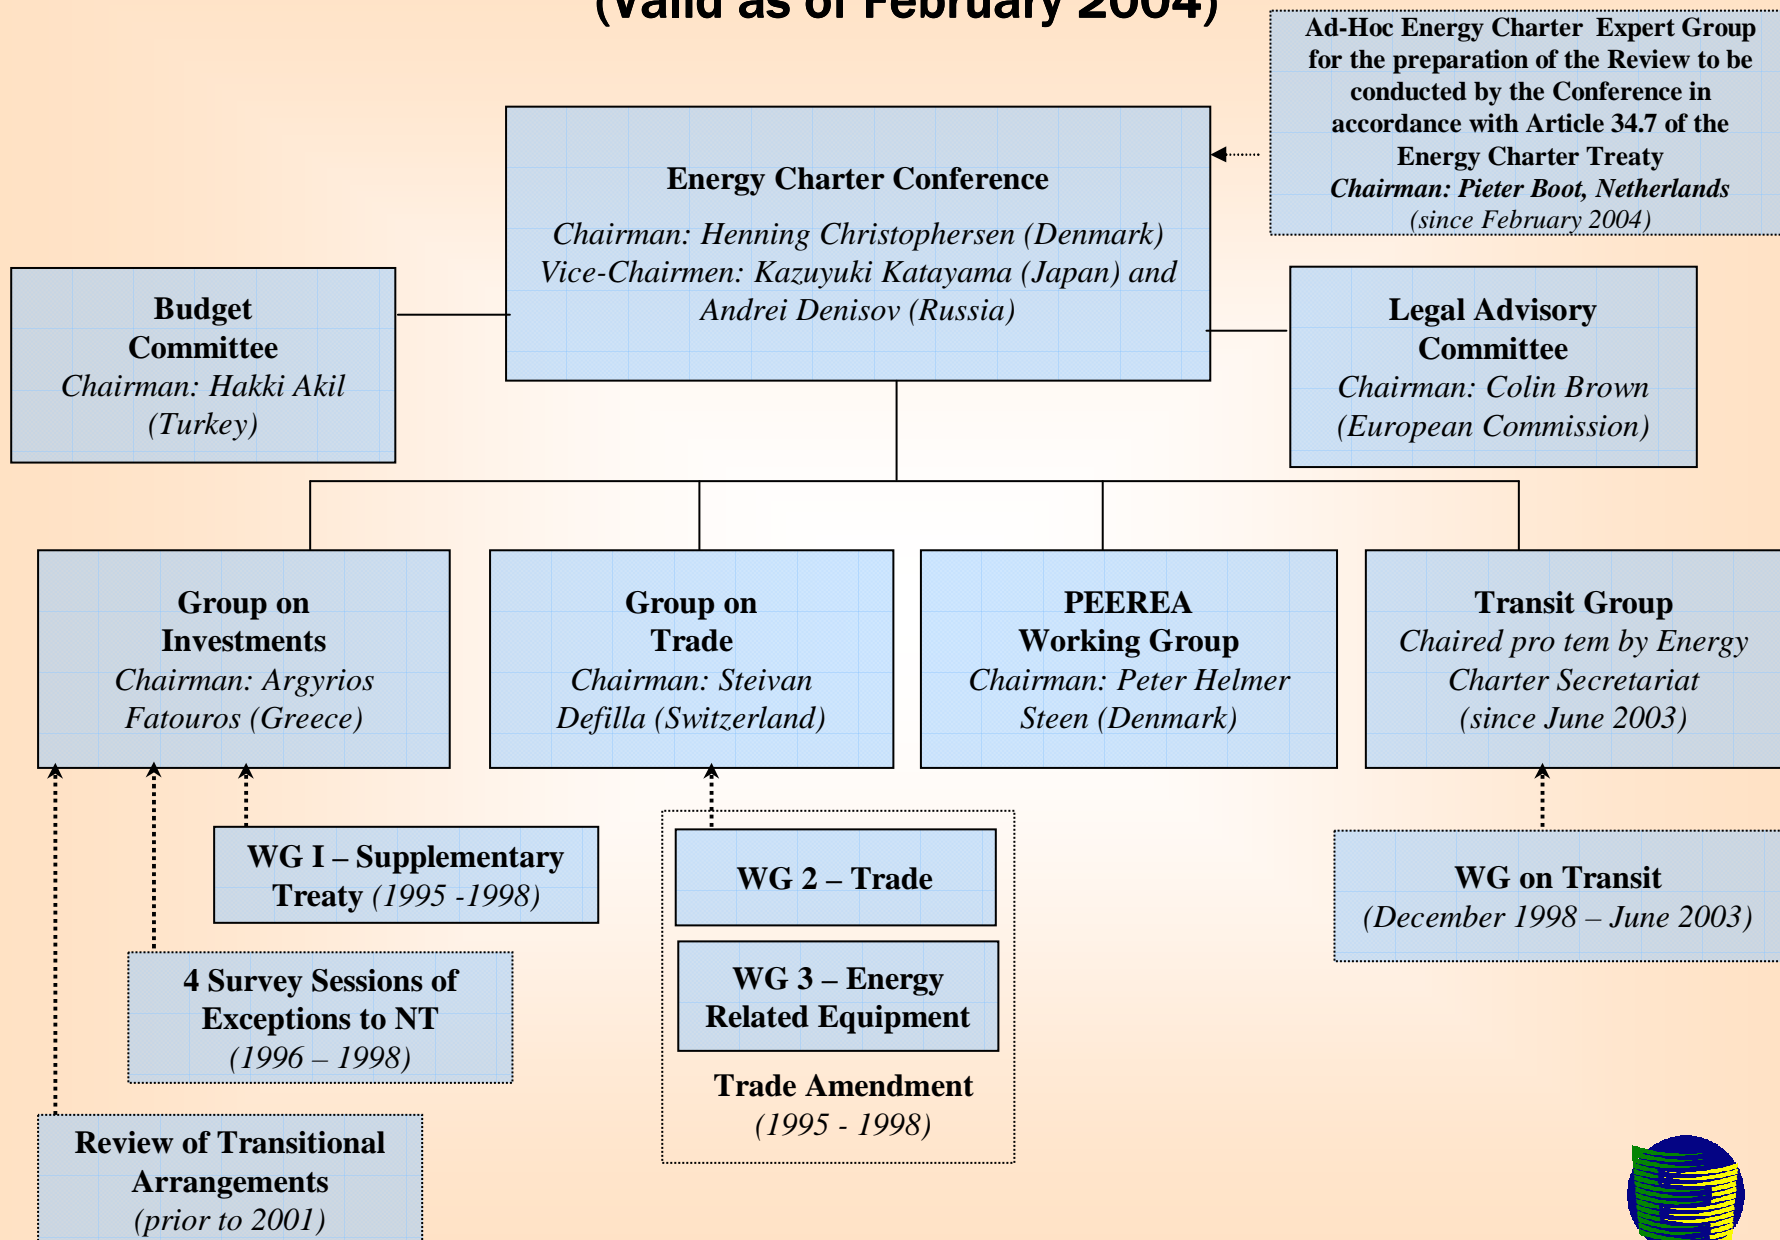 (Valid as of February 2004)
Ad-Hoc Energy Charter Expert Group
for the preparation of the Review to be
conducted by the Conference in
accordance with Article 34.7 of the
Energy Charter Treaty
Chairman: Pieter Boot, Netherlands
(since February 2004)
Energy Charter Conference
Chairman: Henning Christophersen (Denmark)
Vice-Chairmen: Kazuyuki Katayama (Japan) and
Andrei Denisov (Russia)
Budget
Committee
Chairman: Hakki Akil
(Turkey)
Legal Advisory
Committee
Chairman: Colin Brown
(European Commission)
Group on
Investments
Chairman: Argyrios
Fatouros (Greece)
Group on
Trade
Chairman: Steivan
Defilla (Switzerland)
PEEREA
Working Group
Chairman: Peter Helmer
Steen (Denmark)
Transit Group
Chaired pro tem by Energy
Charter Secretariat
(since June 2003)
WG I – Supplementary
Treaty (1995 -1998)
4 Survey Sessions of
Exceptions to NT
(1996 – 1998)
Review of Transitional
Arrangements
(prior to 2001)
WG 2 – Trade
WG 3 – Energy
Related Equipment
Trade Amendment
(1995 - 1998)
WG on Transit
(December 1998 – June 2003)